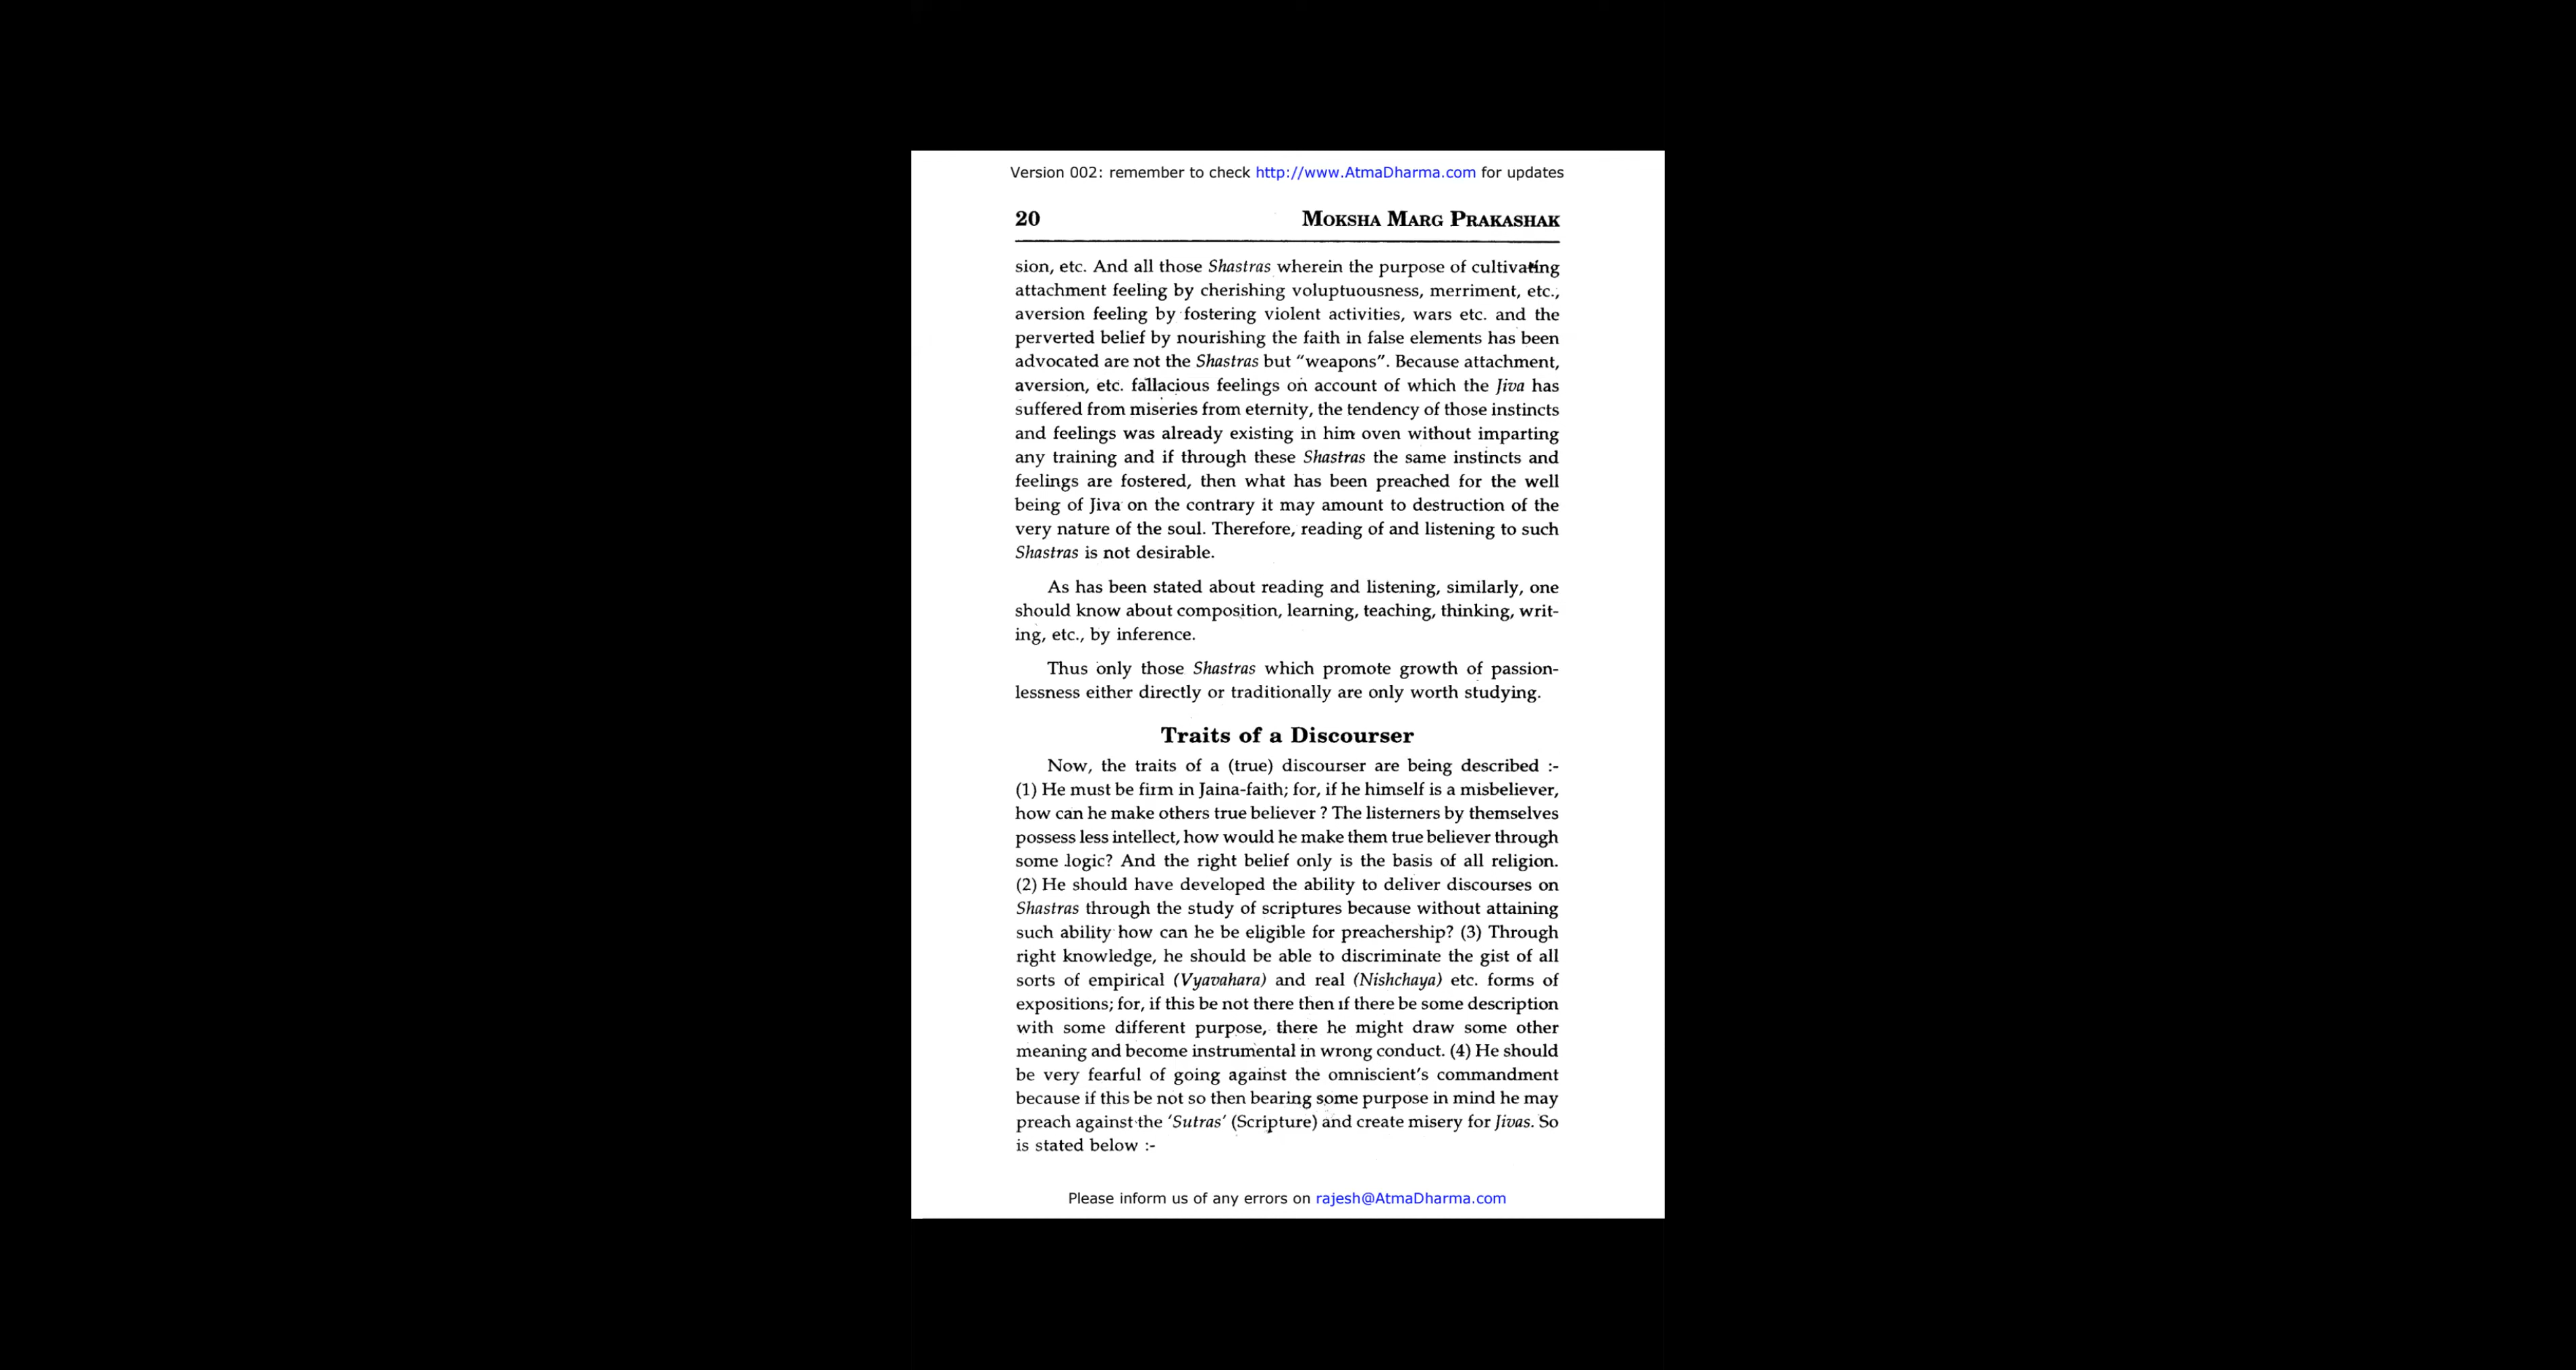 Version 002: remember to check http://www.AtmaDharma.com for updates
20 MOKSHA MARG PRAKASHAK
sion, etc. And all those Shastras wherein the purpose of cultivating
attachment feeling by cherishing voluptuousness, merriment, etc.,
aversion feeling by fostering violent activities, wars etc. and the
perverted belief by nourishing the faith in false elements has been
advocated are not the Shastras but “weapons”. Because attachment,
aversion, etc. fallacious feelings on account of which the Jiva has
suffered from miseries from eternity, the tendency of those instincts
and feelings was already existing in him oven without imparting
any training and if through these Shastras the same instincts and
feelings are fostered, then what has been preached for the well
being of Jiva on the contrary it may amount to destruction of the
very nature of the soul. Therefore, reading of and listening to such
Shastras is not desirable.
As has been stated about reading and listening, similarly, one
should know about composition, learning, teaching, thinking, writ-
ing, etc., by inference.
Thus only those Shastras which promote growth of passion-
lessness either directly or traditionally are only worth studying.
Traits of a Discourser
Now, the traits of a (true) discourser are being described :-
(1) He must be firm in Jaina-faith; for, if he himself is a misbeliever,
how can he make others true believer ? The listerners by themselves
possess less intellect, how would he make them true believer through
some logic? And the right belief only is the basis of all religion.
(2) He should have developed the ability to deliver discourses on
Shastras through the study of scriptures because without attaining
such ability how can he be eligible for preachership? (3) Through
right knowledge, he should be able to discriminate the gist of all
sorts of empirical (Vyavahara) and real (Nishchaya) etc. forms of
expositions; for, if this be not there then if there be some description
with some different purpose, there he might draw some other
meaning and become instrumental in wrong conduct. (4) He should
be very fearful of going against the omniscient's commandment
because if this be not so then bearing some purpose in mind he may
preach against the 'Sutras' (Scripture) and create misery for Jivas. So
is stated below :-
Please inform us of any errors on rajesh@AtmaDharma.com